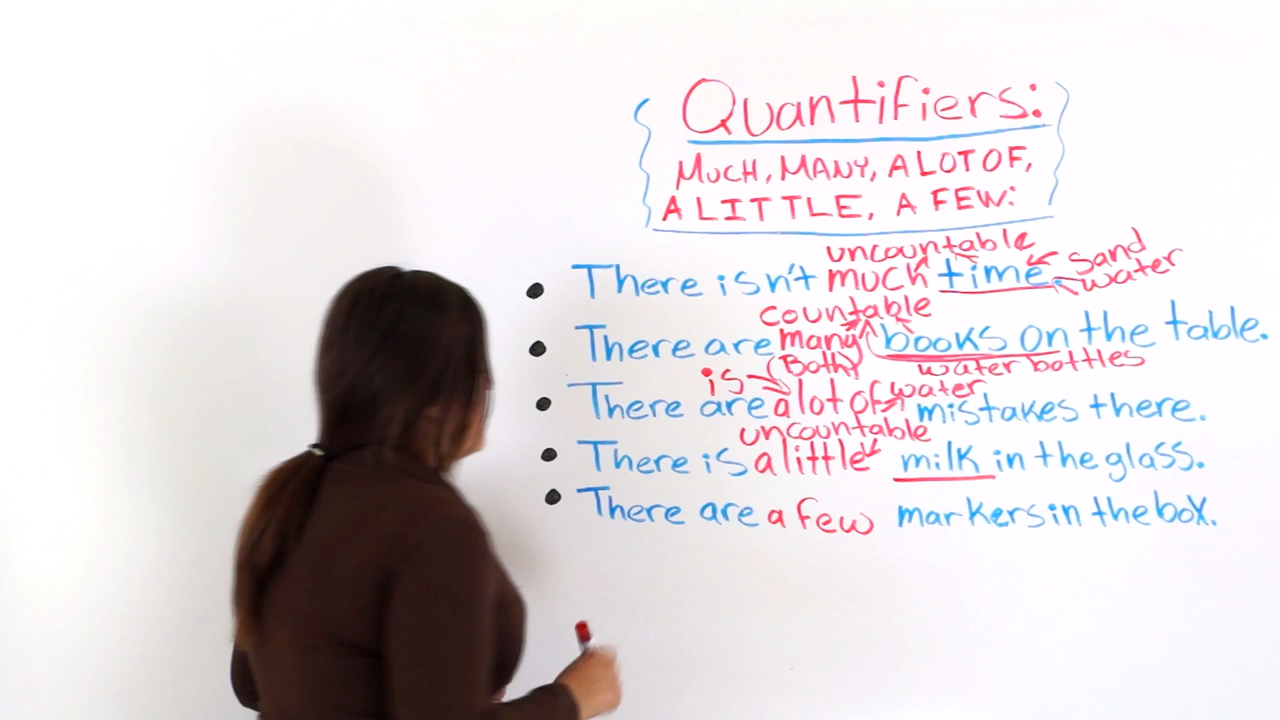 Quantifiers:
MUCH, MANY, A LOT OF,
A LITTLE, A FEW:
uncountable
sand
There isn't much time. water
countable
There are many books on the table.
(Both) water bottles
is water
There are a lot of mistakes there.
uncountable
There is a little milk in the glass.
There are a few markers in the box.